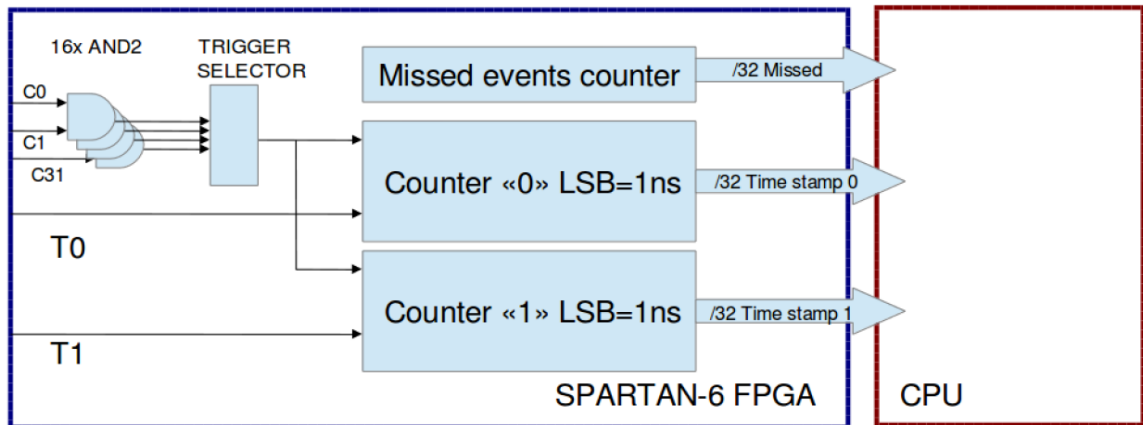 16x AND2
TRIGGER
SELECTOR
C0
C1
C31
Missed events counter
/32 Missed
Counter «0» LSB=1ns
/32 Time stamp 0
T0
Counter «1» LSB=1ns
/32 Time stamp 1
T1
SPARTAN-6 FPGA
CPU